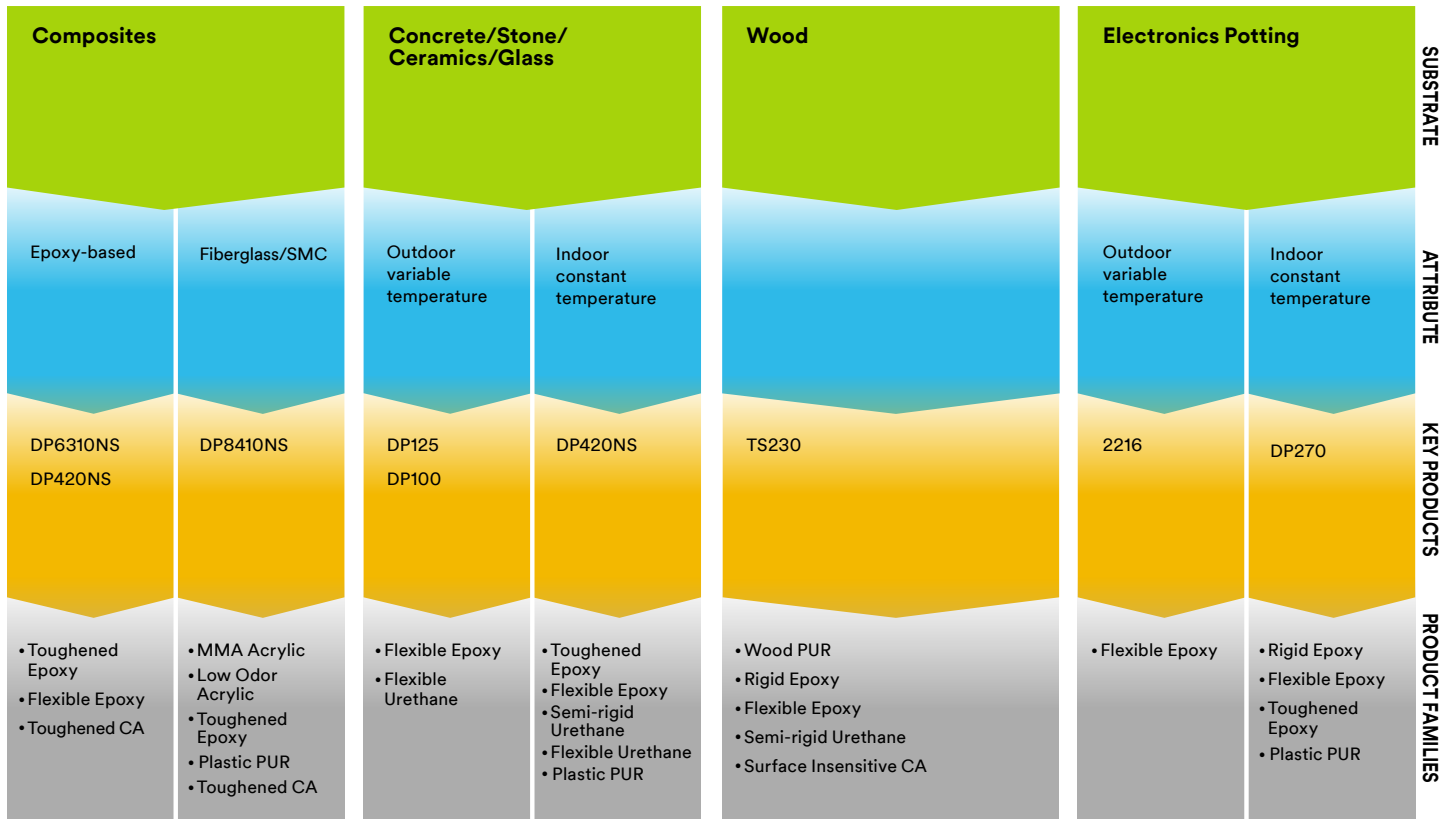 Composites
Concrete/Stone/
Ceramics/Glass
Wood
Electronics Potting
SUBSTRATE
Epoxy-based
Fiberglass/SMC
Outdoor
variable
temperature
Indoor
constant
temperature
Outdoor
variable
temperature
Indoor
constant
temperature
ATTRIBUTE
DP6310NS
DP420NS
DP8410NS
DP125
DP100
DP420NS
TS230
2216
DP270
KEY PRODUCTS
• Toughened
Epoxy
• Flexible Epoxy
• Toughened CA
• MMA Acrylic
• Low Odor
Acrylic
• Toughened
Epoxy
• Plastic PUR
• Toughened CA
• Flexible Epoxy
• Flexible
Urethane
• Toughened
Epoxy
• Flexible Epoxy
• Semi-rigid
Urethane
• Flexible Urethane
• Plastic PUR
• Wood PUR
• Rigid Epoxy
• Flexible Epoxy
• Semi-rigid Urethane
• Surface Insensitive CA
• Flexible Epoxy
• Rigid Epoxy
• Flexible Epoxy
• Toughened
Epoxy
• Plastic PUR
PRODUCT FAMILIES